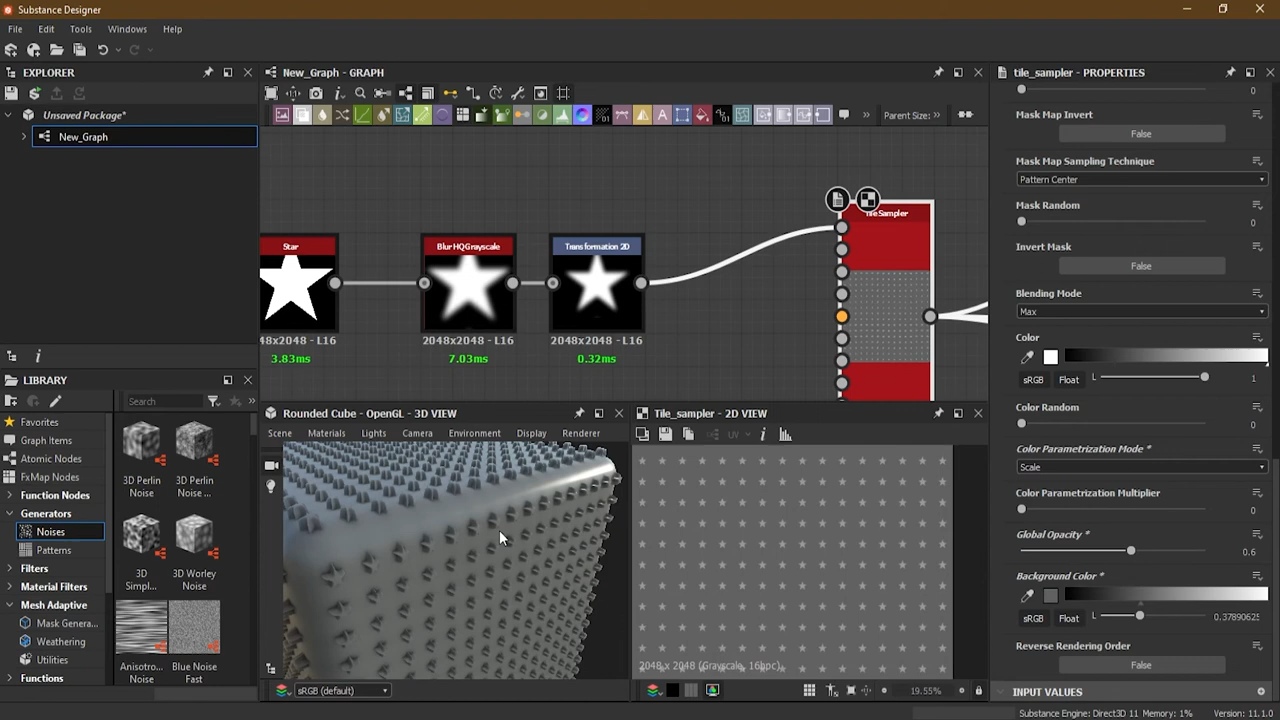 Substance Designer
File Edit Tools Windows Help
EXPLORER
Unsaved Package*
New_Graph
LIBRARY
Search
Favorites
Graph Items
Atomic Nodes
FxMap Nodes
Function Nodes
Generators
Noises
Patterns
Filters
Material Filters
Mesh Adaptive
Mask Genera...
Weathering
Utilities
Functions
3D Perlin Noise
3D Perlin Noise ...
3D Simpl...
3D Worley Noise
Anisotro... Noise
Blue Noise Fast
New_Graph - GRAPH
Parent Size: >>
Star
2048x2048 - L16
3.83ms
Blur HQ Grayscale
2048x2048 - L16
7.03ms
Transformation 2D
2048x2048 - L16
0.32ms
Tile Sampler
Rounded Cube - OpenGL - 3D VIEW
Scene Materials Lights Camera Environment Display Renderer
sRGB (default)
Tile_sampler - 2D VIEW
UV
2048 x 2048 (Grayscale, 16bpc)
19.55%
tile_sampler - PROPERTIES
0
Mask Map Invert
False
Mask Map Sampling Technique
Pattern Center
Mask Random
0
Invert Mask
False
Blending Mode
Max
Color
sRGB Float L 1
Color Random
0
Color Parametrization Mode *
Scale
Color Parametrization Multiplier
0
Global Opacity *
0.6
Background Color *
sRGB Float L 0.37890625
Reverse Rendering Order
False
INPUT VALUES
Substance Engine: Direct3D 11 Memory: 1% Version: 11.1.0